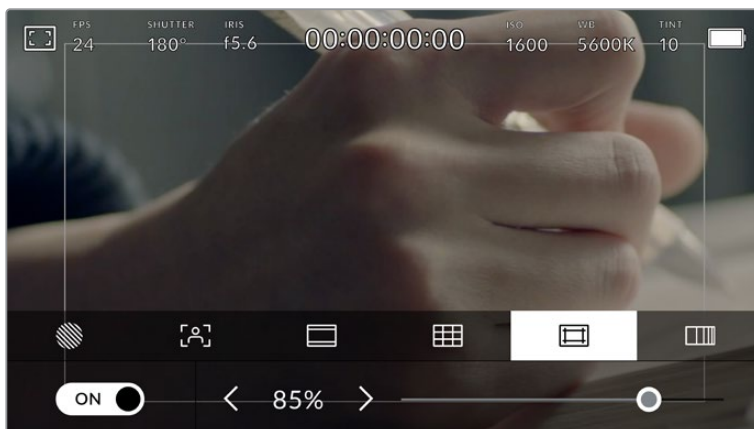 FPS SHUTTER IRIS ISO WB TINT
24 180° f5.6 00:00:00:00 1600 5600K 10
ON < 85% >